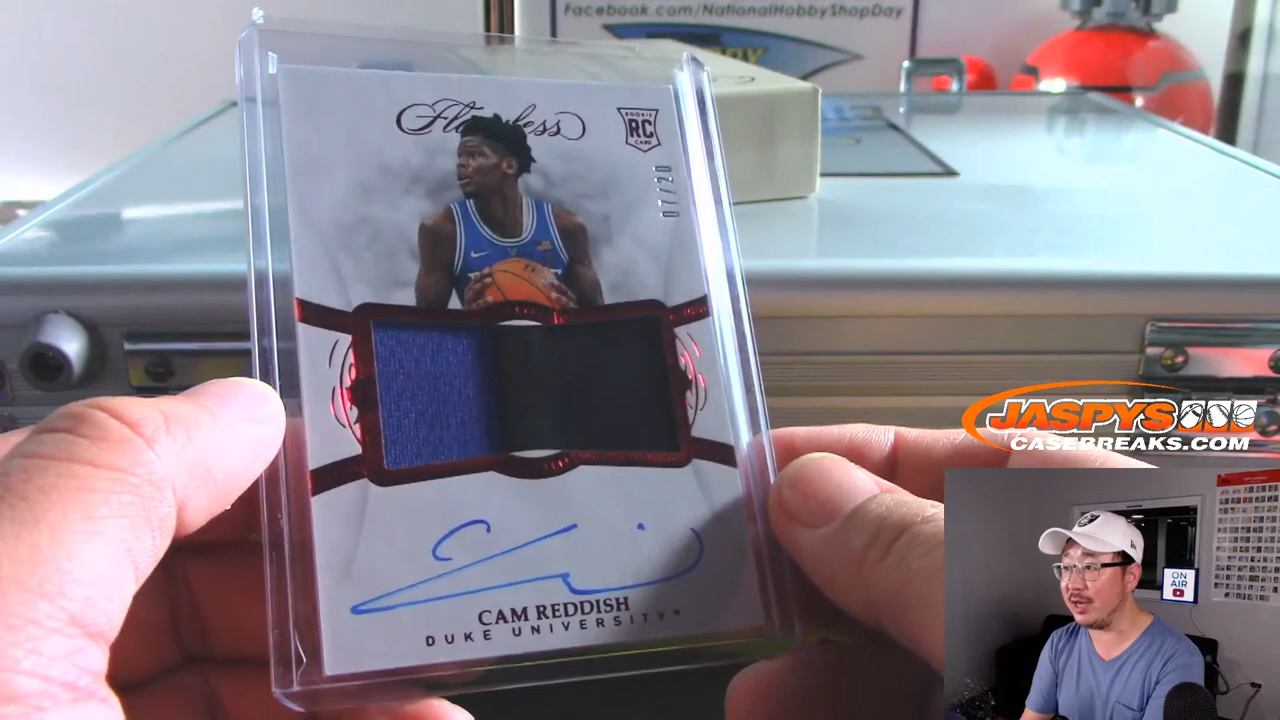 Facebook.com/NationalHobbyShopDay
Flawless
ROOKIE
RC
CARD
07/20
CAM REDDISH
DUKE UNIVERSITY®
JASPYS
CASEBREAKS.COM
ON
AIR